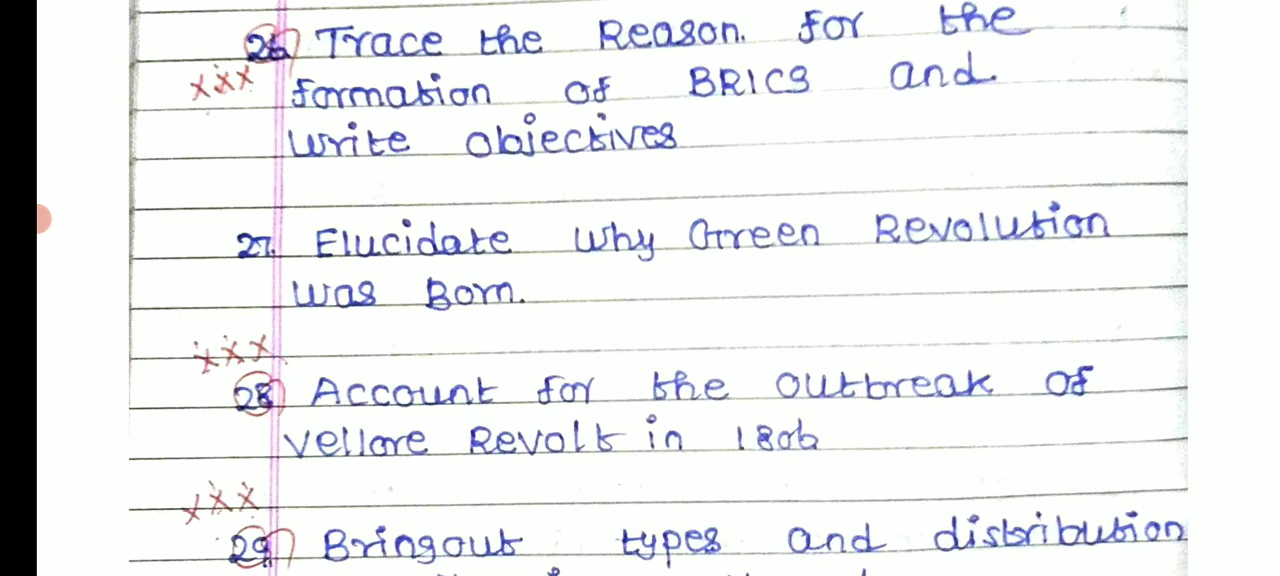 26. Trace the Reason. for the
xxx formation of BRICS and.
write objectives
27. Elucidate why Green Revolution
was Born.
xxx
28 Account for the outbreak of
Vellore Revolt in 1806
xxx
29 Bringout types and distribution